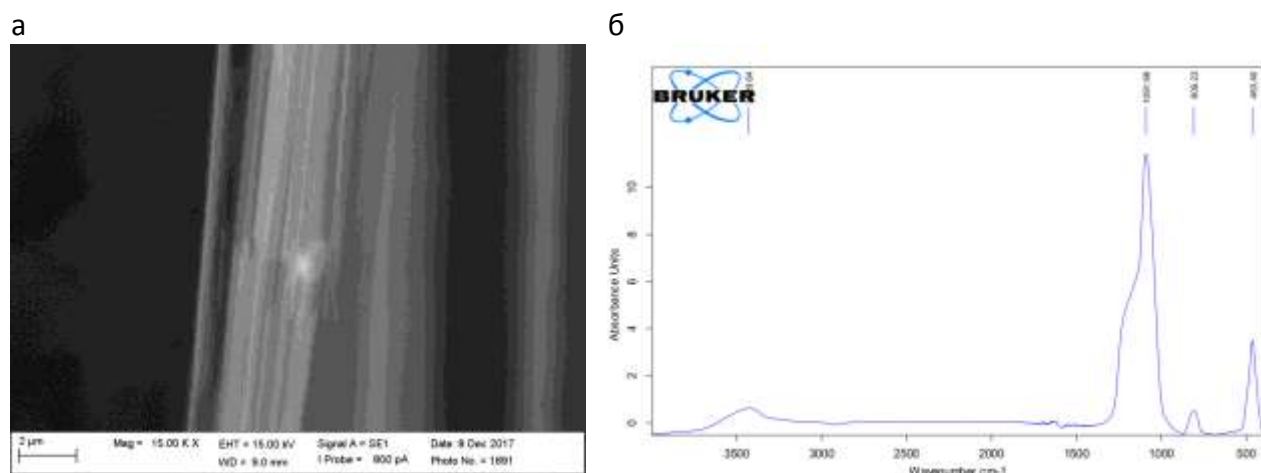 а
б
BRUKER
Absorbance Units
10
8
6
4
2
0
3500 3000 2500 2000 1500 1000 500
Wavenumber cm-1
2 µm
Mag = 15.00 K X EHT = 15.00 kV Signal A = SE1 Date :8 Dec 2017
WD = 9.0 mm I Probe = 800 pA Photo No. = 1691